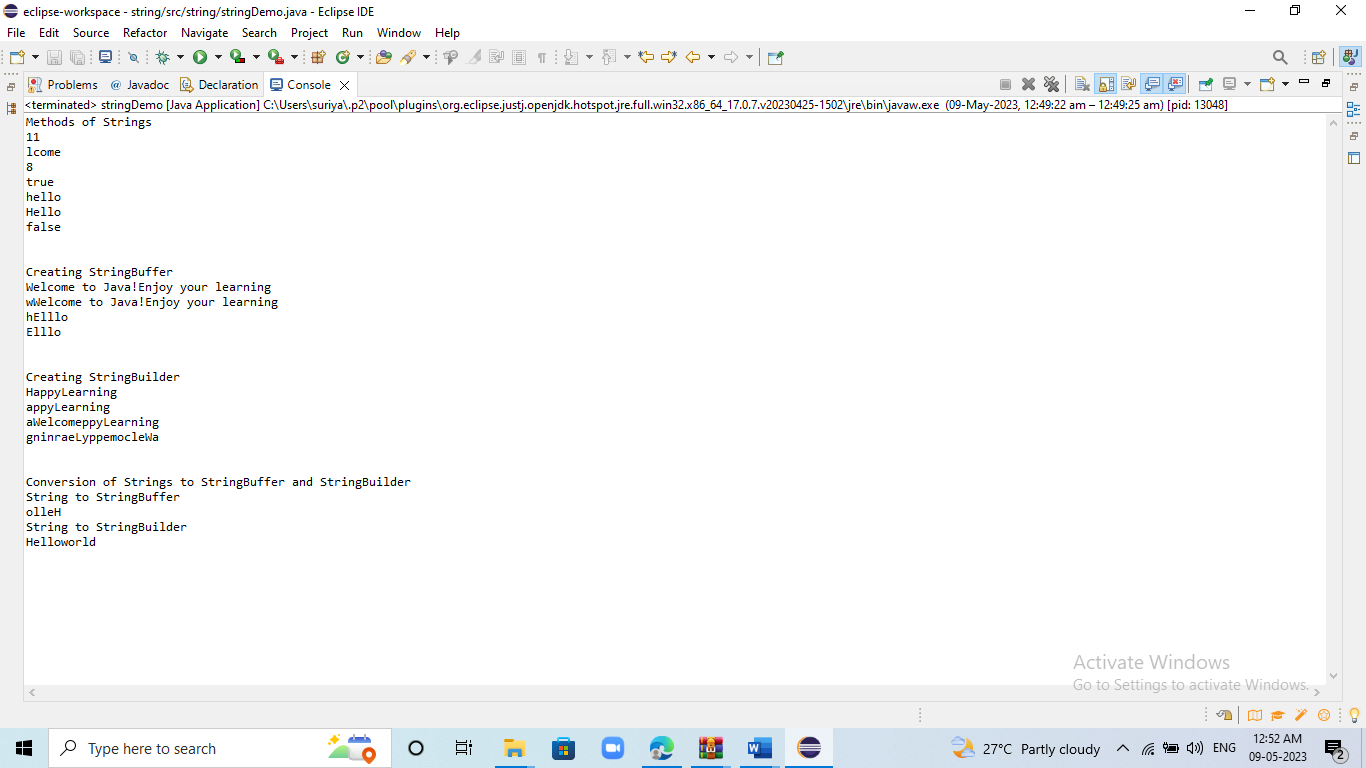 eclipse-workspace - string/src/string/stringDemo.java - Eclipse IDE
File Edit Source Refactor Navigate Search Project Run Window Help
Problems @ Javadoc Declaration Console
<terminated> stringDemo [Java Application] C:\Users\suriya\.p2\pool\plugins\org.eclipse.justj.openjdk.hotspot.jre.full.win32.x86_64_17.0.7.v20230425-1502\jre\bin\javaw.exe (09-May-2023, 12:49:22 am – 12:49:25 am) [pid: 13048]
Methods of Strings
11
lcome
8
true
hello
Hello
false
Creating StringBuffer
Welcome to Java!Enjoy your learning
wWelcome to Java!Enjoy your learning
hElllo
Elllo
Creating StringBuilder
HappyLearning
appyLearning
aWelcomeppyLearning
gninraeLyppemocleWa
Conversion of Strings to StringBuffer and StringBuilder
String to StringBuffer
olleH
String to StringBuilder
Helloworld
Activate Windows
Go to Settings to activate Windows.
Type here to search
27°C Partly cloudy
ENG
12:52 AM
09-05-2023
2